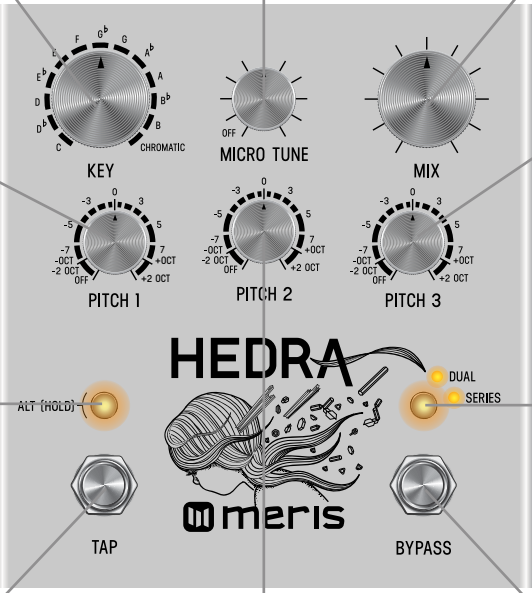 G♭
F G
E A♭
E♭ A
D B♭
D♭ B
C CHROMATIC
OFF
KEY MICRO TUNE MIX
0 0 0
-3 3 -3 3 -3 3
-5 5 -5 5 -5 5
-7 7 -7 7 -7 7
-OCT +OCT -OCT +OCT -OCT +OCT
-2 OCT +2 OCT -2 OCT +2 OCT -2 OCT +2 OCT
OFF OFF OFF
PITCH 1 PITCH 2 PITCH 3
HEDRA
DUAL
ALT (HOLD) SERIES
meris
TAP BYPASS